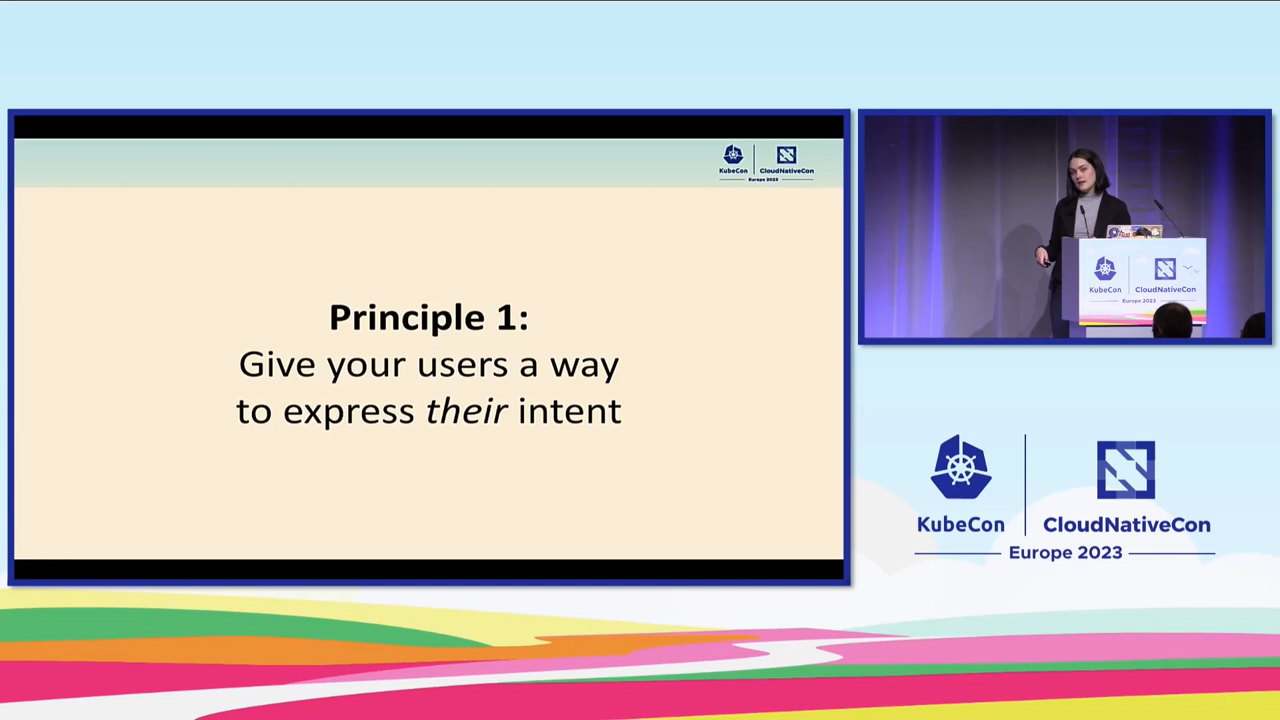 KubeCon
CloudNativeCon
Europe 2023
Principle 1:
Give your users a way
to express their intent
KubeCon
CloudNativeCon
Europe 2023
KubeCon
CloudNativeCon
Europe 2023